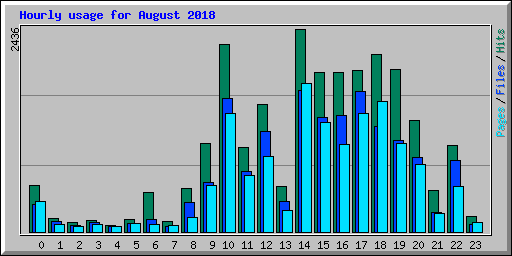 Hourly usage for August 2018
2436
Pages/Files/Hits
0 1 2 3 4 5 6 7 8 9 10 11 12 13 14 15 16 17 18 19 20 21 22 23